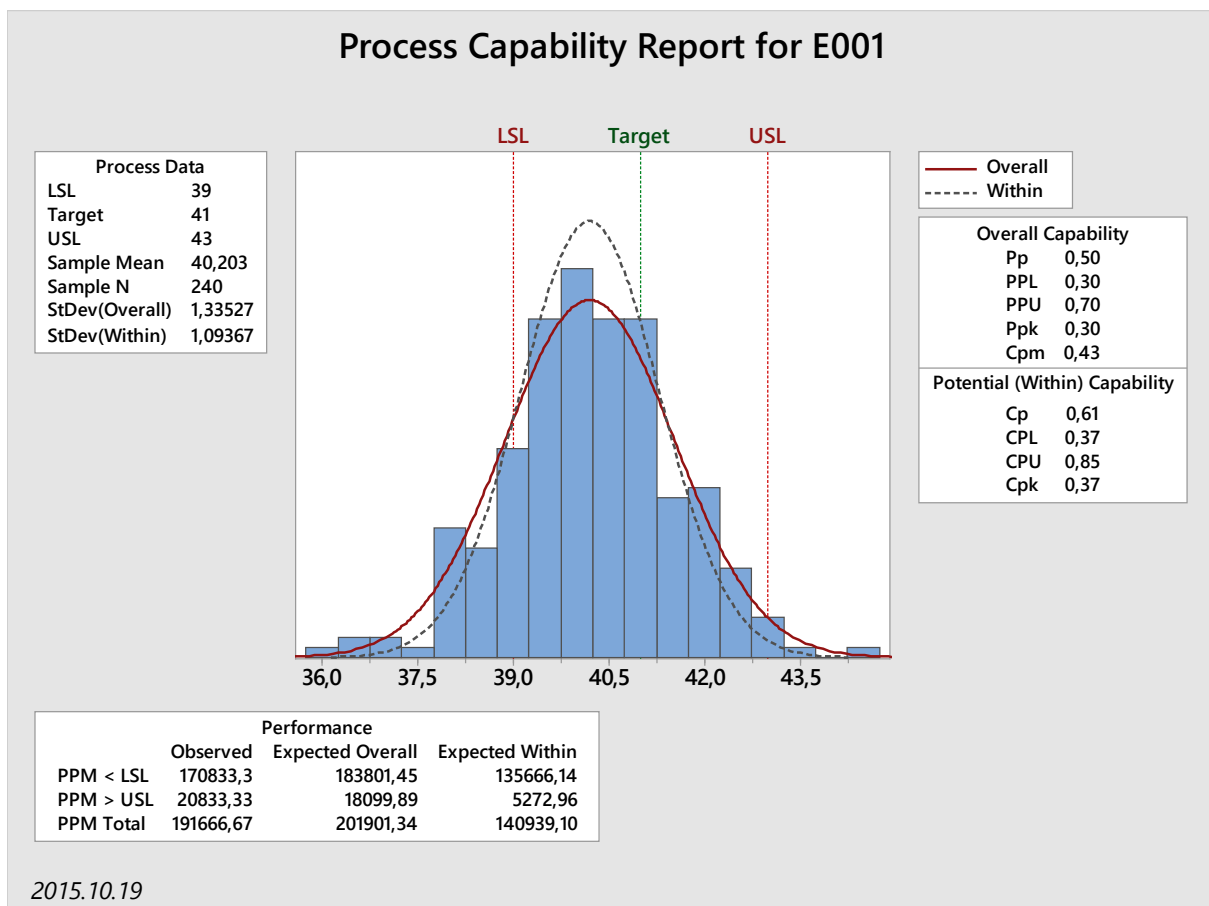 Process Capability Report for E001
LSL Target USL
Process Data
LSL 39
Target 41
USL 43
Sample Mean 40,203
Sample N 240
StDev(Overall) 1,33527
StDev(Within) 1,09367
Overall
Within
Overall Capability
Pp 0,50
PPL 0,30
PPU 0,70
Ppk 0,30
Cpm 0,43
Potential (Within) Capability
Cp 0,61
CPL 0,37
CPU 0,85
Cpk 0,37
36,0 37,5 39,0 40,5 42,0 43,5
Performance
Observed Expected Overall Expected Within
PPM < LSL 170833,3 183801,45 135666,14
PPM > USL 20833,33 18099,89 5272,96
PPM Total 191666,67 201901,34 140939,10
2015.10.19